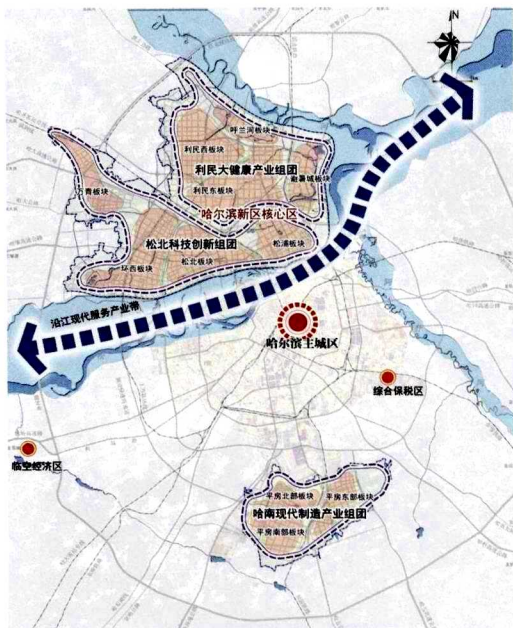 N
呼兰河板块
利民西板块
利民大健康产业组团
利民东板块
避暑城板块
哈尔滨新区核心区
松北科技创新组团
松浦板块
松北板块
环西板块
沿江现代服务产业带
哈尔滨主城区
综合保税区
临空经济区
平房北部板块
平房东部板块
哈南现代制造产业组团
平房南部板块